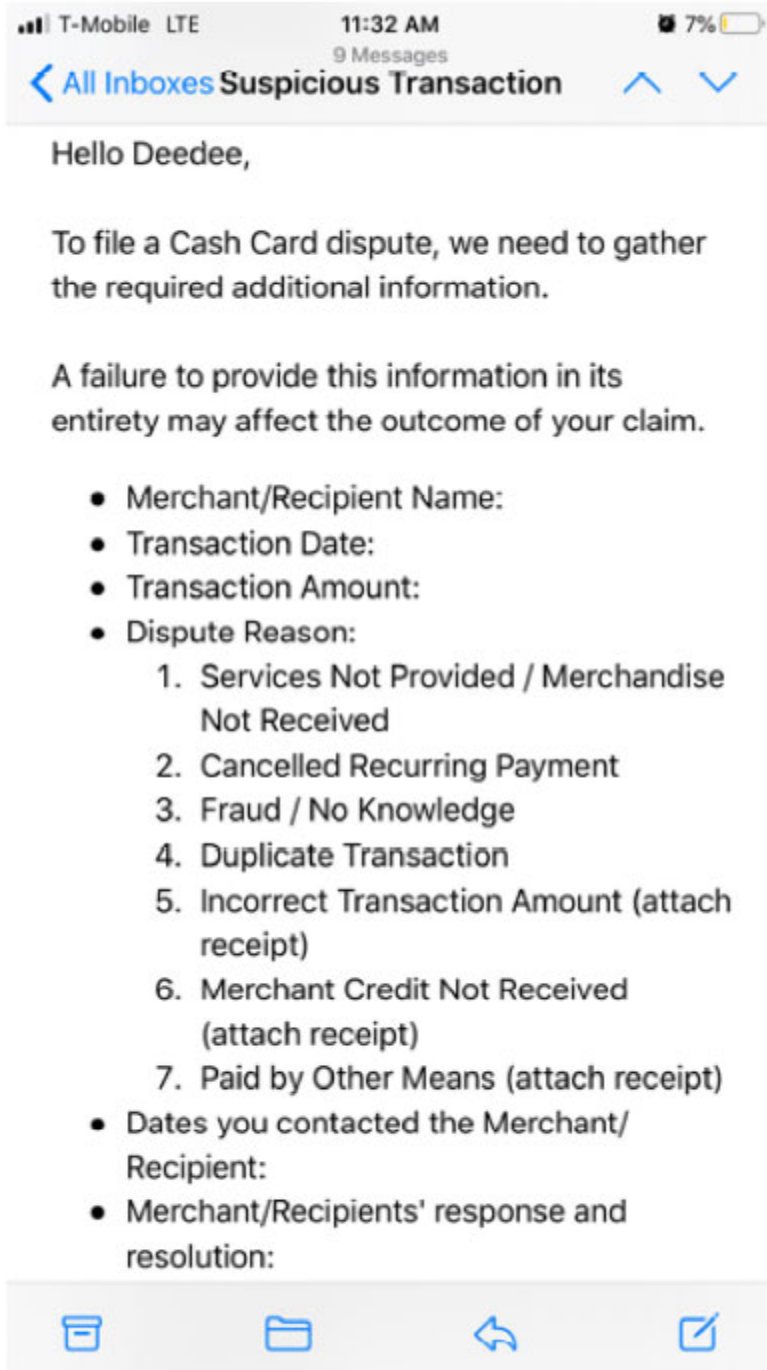 T-Mobile LTE 11:32 AM 7%
9 Messages
All Inboxes Suspicious Transaction
Hello Deedee,
To file a Cash Card dispute, we need to gather
the required additional information.
A failure to provide this information in its
entirety may affect the outcome of your claim.
• Merchant/Recipient Name:
• Transaction Date:
• Transaction Amount:
• Dispute Reason:
1. Services Not Provided / Merchandise
Not Received
2. Cancelled Recurring Payment
3. Fraud / No Knowledge
4. Duplicate Transaction
5. Incorrect Transaction Amount (attach
receipt)
6. Merchant Credit Not Received
(attach receipt)
7. Paid by Other Means (attach receipt)
• Dates you contacted the Merchant/
Recipient:
• Merchant/Recipients' response and
resolution: